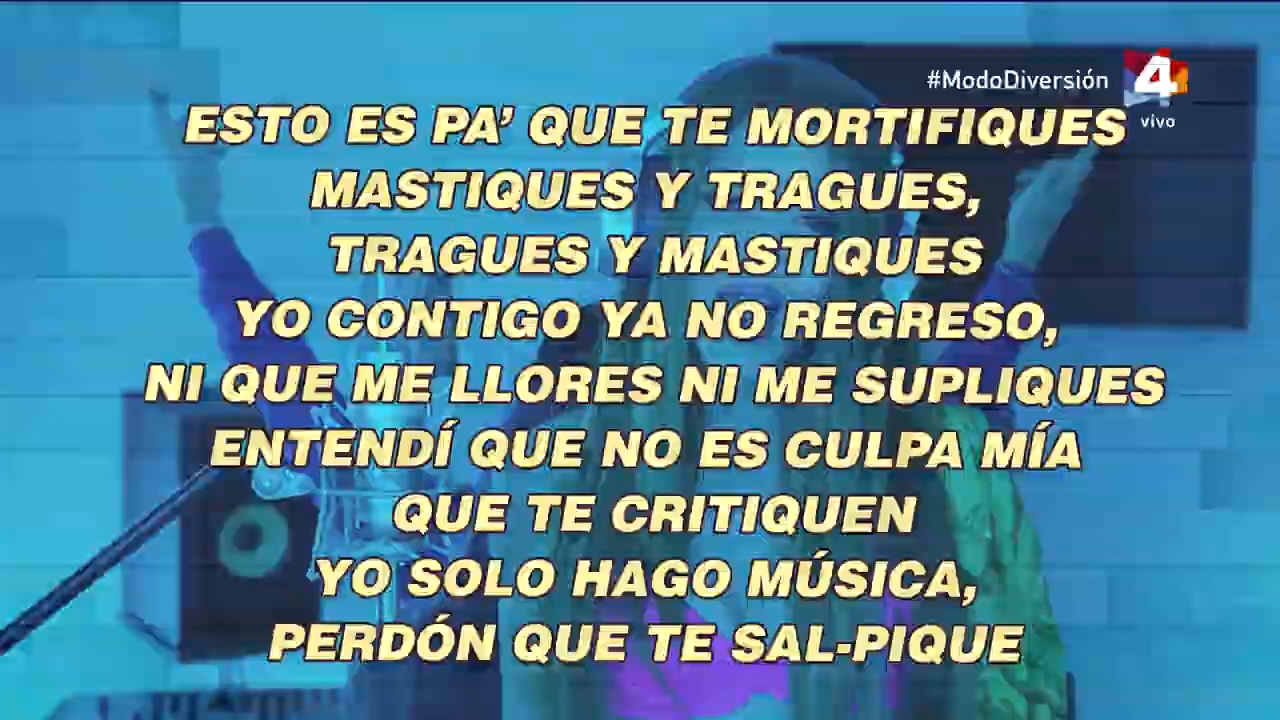 #ModoDiversión
4
vivo
ESTO ES PA' QUE TE MORTIFIQUES
MASTIQUES Y TRAGUES,
TRAGUES Y MASTIQUES
YO CONTIGO YA NO REGRESO,
NI QUE ME LLORES NI ME SUPLIQUES
ENTENDÍ QUE NO ES CULPA MÍA
QUE TE CRITIQUEN
YO SOLO HAGO MÚSICA,
PERDÓN QUE TE SAL-PIQUE